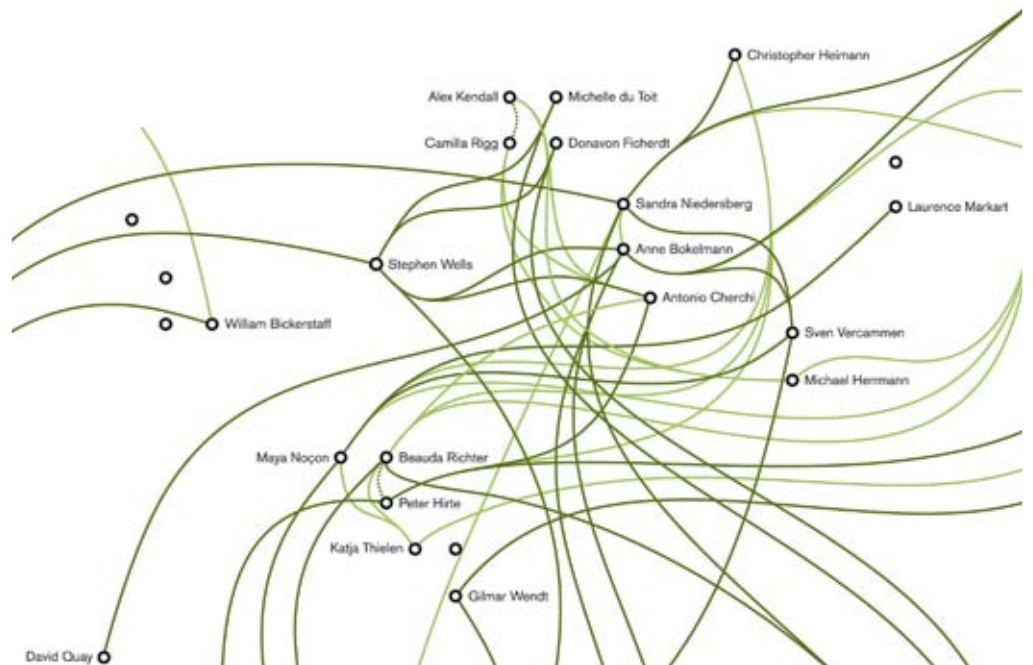 Christopher Heimann
Alex Kendall
Michelle du Toit
Camilla Rigg
Donavon Ficherdt
Sandra Niedersberg
Laurence Markart
Anne Bokelmann
Stephen Wells
Antonio Cherchi
William Bickerstaff
Sven Vercammen
Michael Herrmann
Maya Noçon
Beauda Richter
Peter Hirte
Katja Thielen
Gilmar Wendt
David Quay